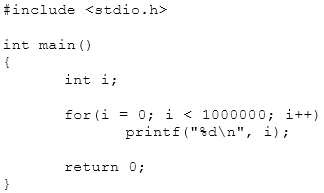 #include <stdio.h>

int main()
{
        int i;

        for(i = 0; i < 1000000; i++)
                printf("%d\n", i);

        return 0;
}